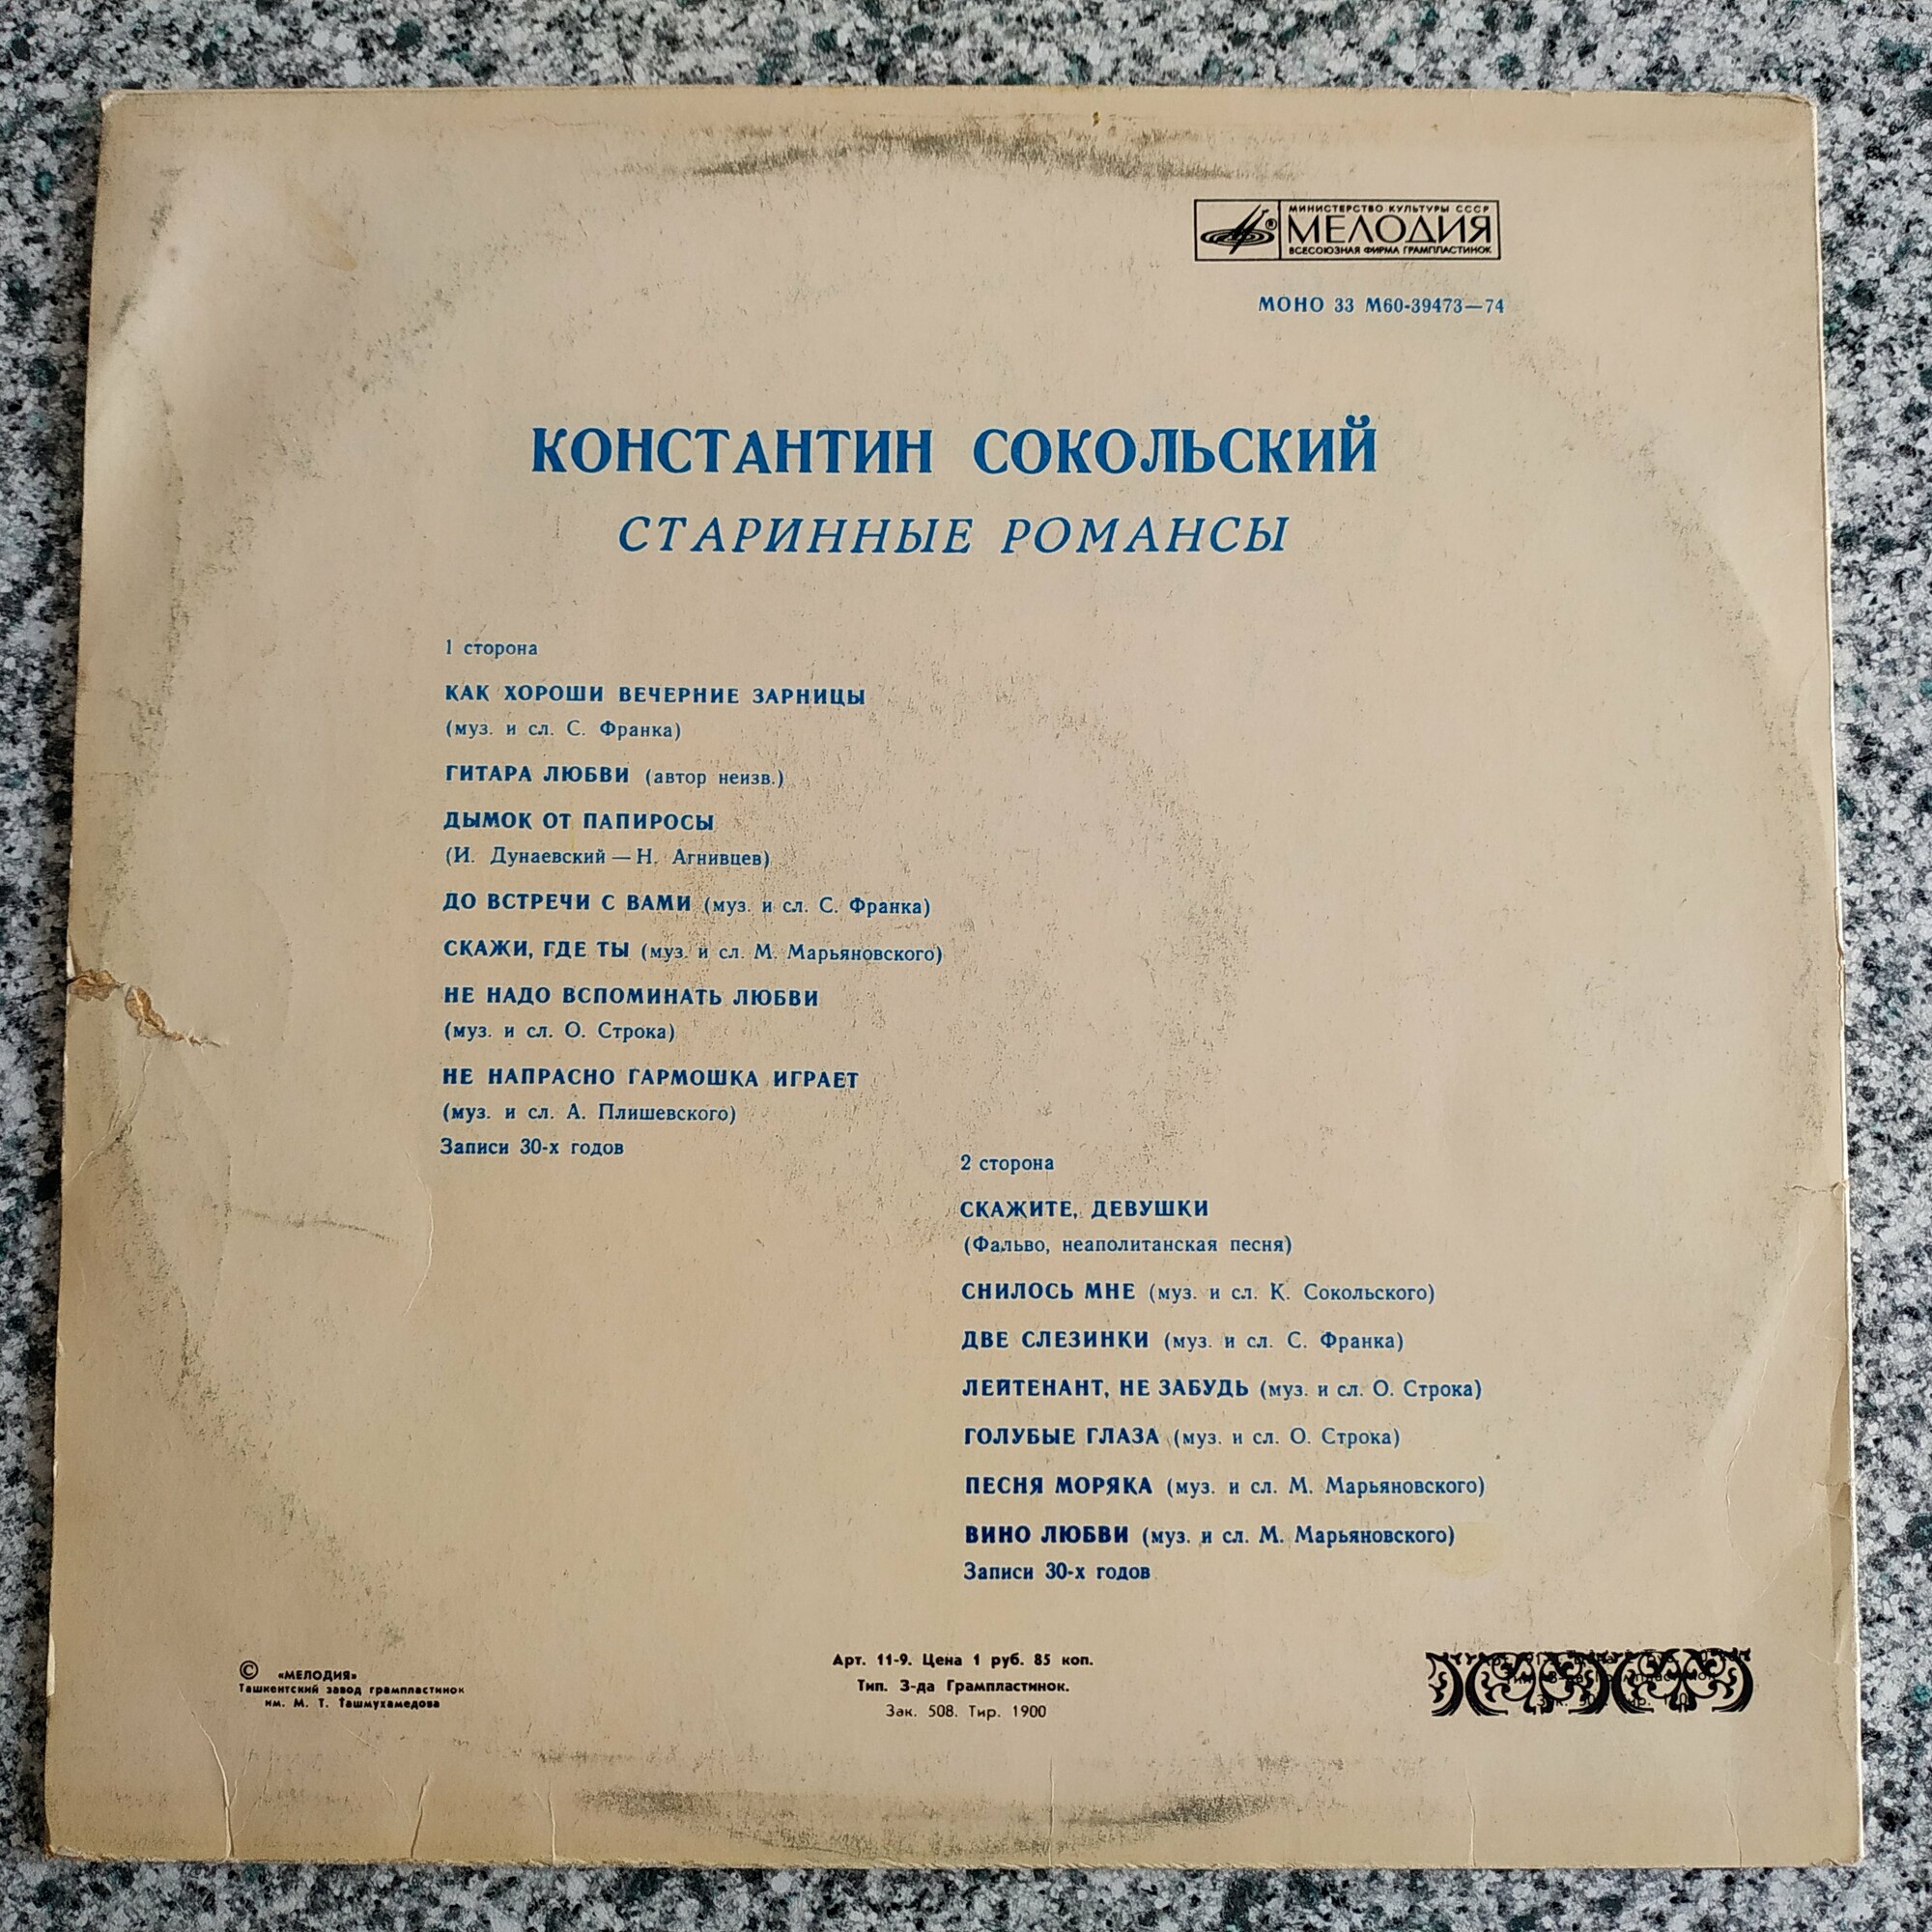 МИНИСТЕРСТВО КУЛЬТУРЫ СССР
МЕЛОДИЯ
ВСЕСОЮЗНАЯ ФИРМА ГРАМПЛАСТИНОК
МОНО 33 М60-39473—74
КОНСТАНТИН СОКОЛЬСКИЙ
СТАРИННЫЕ РОМАНСЫ
1 сторона
КАК ХОРОШИ ВЕЧЕРНИЕ ЗАРНИЦЫ
(муз. и сл. С. Франка)
ГИТАРА ЛЮБВИ (автор неизв.)
ДЫМОК ОТ ПАПИРОСЫ
(И. Дунаевский — Н. Агнивцев)
ДО ВСТРЕЧИ С ВАМИ (муз. и сл. С. Франка)
СКАЖИ, ГДЕ ТЫ (муз. и сл. М. Марьяновского)
НЕ НАДО ВСПОМИНАТЬ ЛЮБВИ
(муз. и сл. О. Строка)
НЕ НАПРАСНО ГАРМОШКА ИГРАЕТ
(муз. и сл. А. Плишевского)
Записи 30-х годов
2 сторона
СКАЖИТЕ, ДЕВУШКИ
(Фальво, неаполитанская песня)
СНИЛОСЬ МНЕ (муз. и сл. К. Сокольского)
ДВЕ СЛЕЗИНКИ (муз. и сл. С. Франка)
ЛЕЙТЕНАНТ, НЕ ЗАБУДЬ (муз. и сл. О. Строка)
ГОЛУБЫЕ ГЛАЗА (муз. и сл. О. Строка)
ПЕСНЯ МОРЯКА (муз. и сл. М. Марьяновского)
ВИНО ЛЮБВИ (муз. и сл. М. Марьяновского)
Записи 30-х годов
© «МЕЛОДИЯ»
Ташкентский завод грампластинок
им. М. Т. Ташмухамедова
Арт. 11-9. Цена 1 руб. 85 коп.
Тип. З-да Грампластинок.
Зак. 508. Тир. 1900